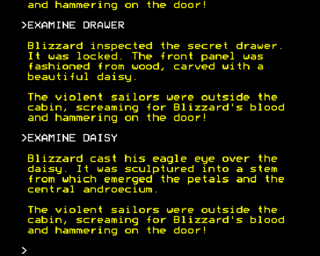 and hammering on the door!
>EXAMINE DRAWER
Blizzard inspected the secret drawer.
It was locked. The front panel was
fashioned from wood, carved with a
beautiful daisy.
The violent sailors were outside the
cabin, screaming for Blizzard's blood
and hammering on the door!
>EXAMINE DAISY
Blizzard cast his eagle eye over the
daisy. It was sculptured into a stem
from which emerged the petals and the
central androecium.
The violent sailors were outside the
cabin, screaming for Blizzard's blood
and hammering on the door!
>